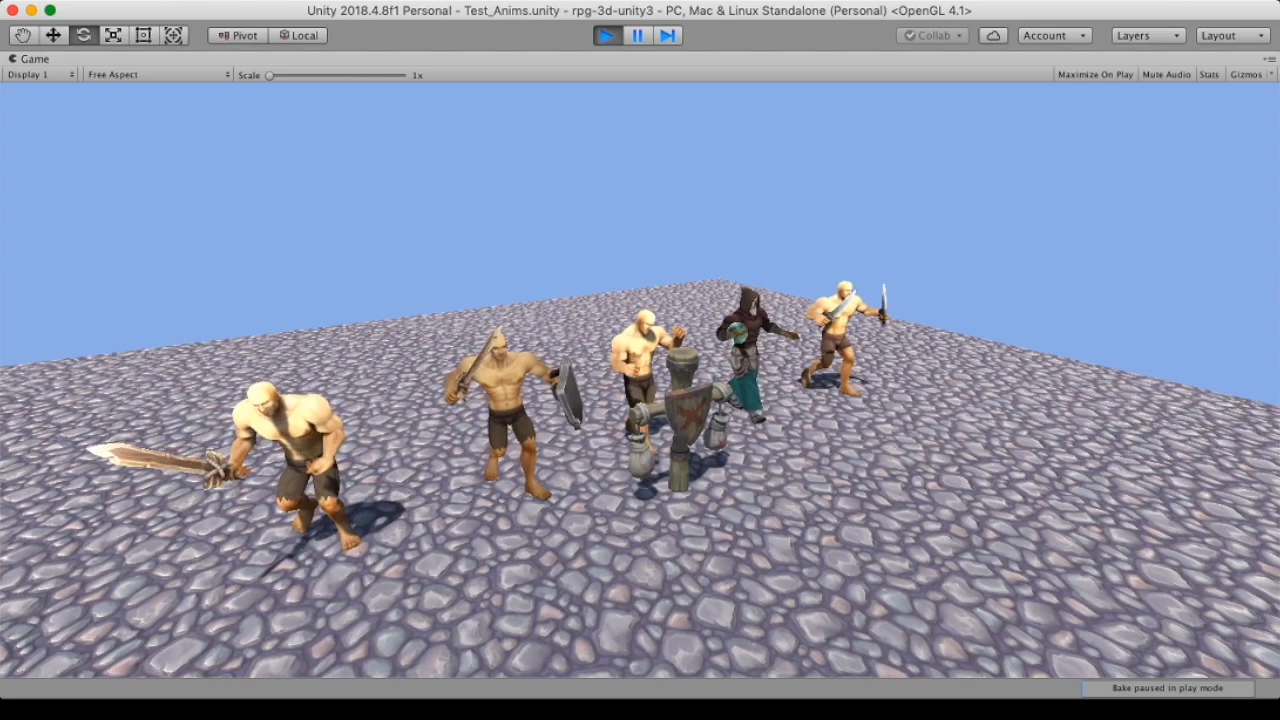 Unity 2018.4.8f1 Personal - Test_Anims.unity - rpg-3d-unity3 - PC, Mac & Linux Standalone (Personal) <OpenGL 4.1>
Pivot Local Collab Account Layers Layout
Game
Display 1 Free Aspect Scale 1x Maximize On Play Mute Audio Stats Gizmos
Bake paused in play mode